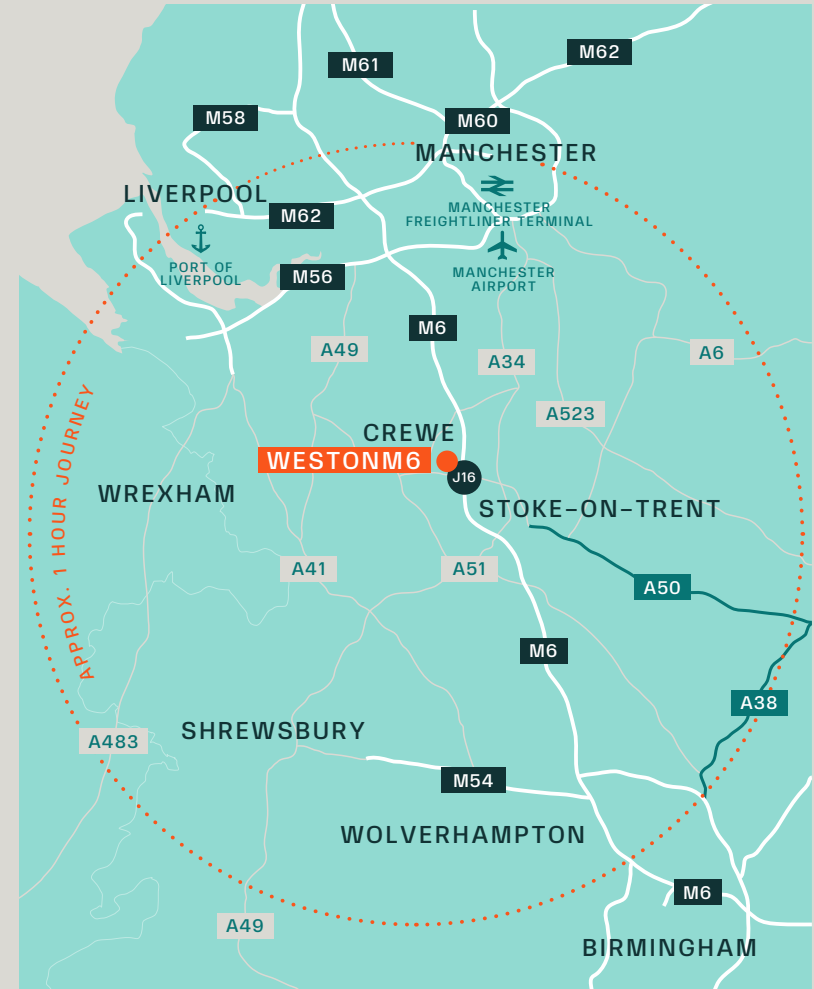 M62
M61
M58
M60
MANCHESTER
LIVERPOOL
MANCHESTER
FREIGHTLINER TERMINAL
M62
PORT OF
LIVERPOOL
M56
MANCHESTER
AIRPORT
M6
A49
A34
A6
A523
CREWE
WESTONM6
J16
APPROX. 1 HOUR JOURNEY
WREXHAM
STOKE-ON-TRENT
A41
A51
A50
M6
A38
SHREWSBURY
A483
M54
WOLVERHAMPTON
M6
A49
BIRMINGHAM